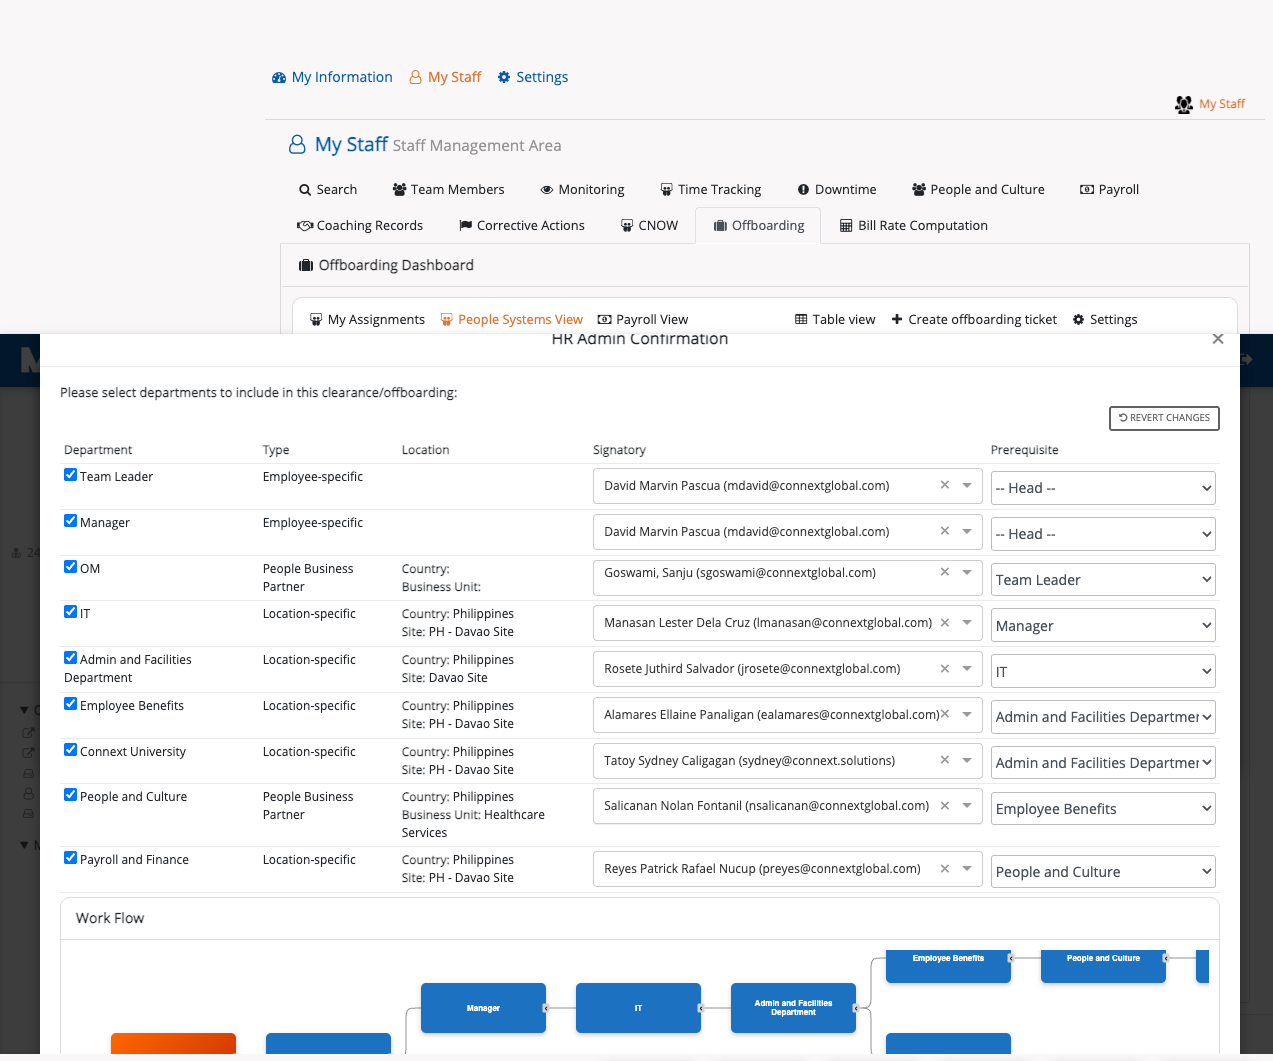 My Information My Staff Settings
My Staff
My Staff Staff Management Area
Search Team Members Monitoring Time Tracking Downtime People and Culture Payroll
Coaching Records Corrective Actions CNOW Offboarding Bill Rate Computation
Offboarding Dashboard
My Assignments People Systems View Payroll View Table view Create offboarding ticket Settings
HR Admin Confirmation
Please select departments to include in this clearance/offboarding:
REVERT CHANGES
Department Type Location Signatory Prerequisite
Team Leader Employee-specific David Marvin Pascua (mdavid@connextglobal.com) -- Head --
Manager Employee-specific David Marvin Pascua (mdavid@connextglobal.com) -- Head --
OM People Business Country: Goswami, Sanju (sgoswami@connextglobal.com) Team Leader
Partner Business Unit:
IT Location-specific Country: Philippines Manasan Lester Dela Cruz (lmanasan@connextglobal.com) Manager
Site: PH - Davao Site
Admin and Facilities Location-specific Country: Philippines Rosete Juthird Salvador (jrosete@connextglobal.com) IT
Department Site: Davao Site
Employee Benefits Location-specific Country: Philippines Alamares Ellaine Panaligan (ealamares@connextglobal.com) Admin and Facilities Departmer
Site: PH - Davao Site
Connext University Location-specific Country: Philippines Tatoy Sydney Caligagan (sydney@connext.solutions) Admin and Facilities Departmer
Site: PH - Davao Site
People and Culture People Business Country: Philippines Salicanan Nolan Fontanil (nsalicanan@connextglobal.com) Employee Benefits
Partner Business Unit: Healthcare
Services
Payroll and Finance Location-specific Country: Philippines Reyes Patrick Rafael Nucup (preyes@connextglobal.com) People and Culture
Site: PH - Davao Site
Work Flow
Employee Benefits People and Culture
Manager IT Admin and Facilities
Department